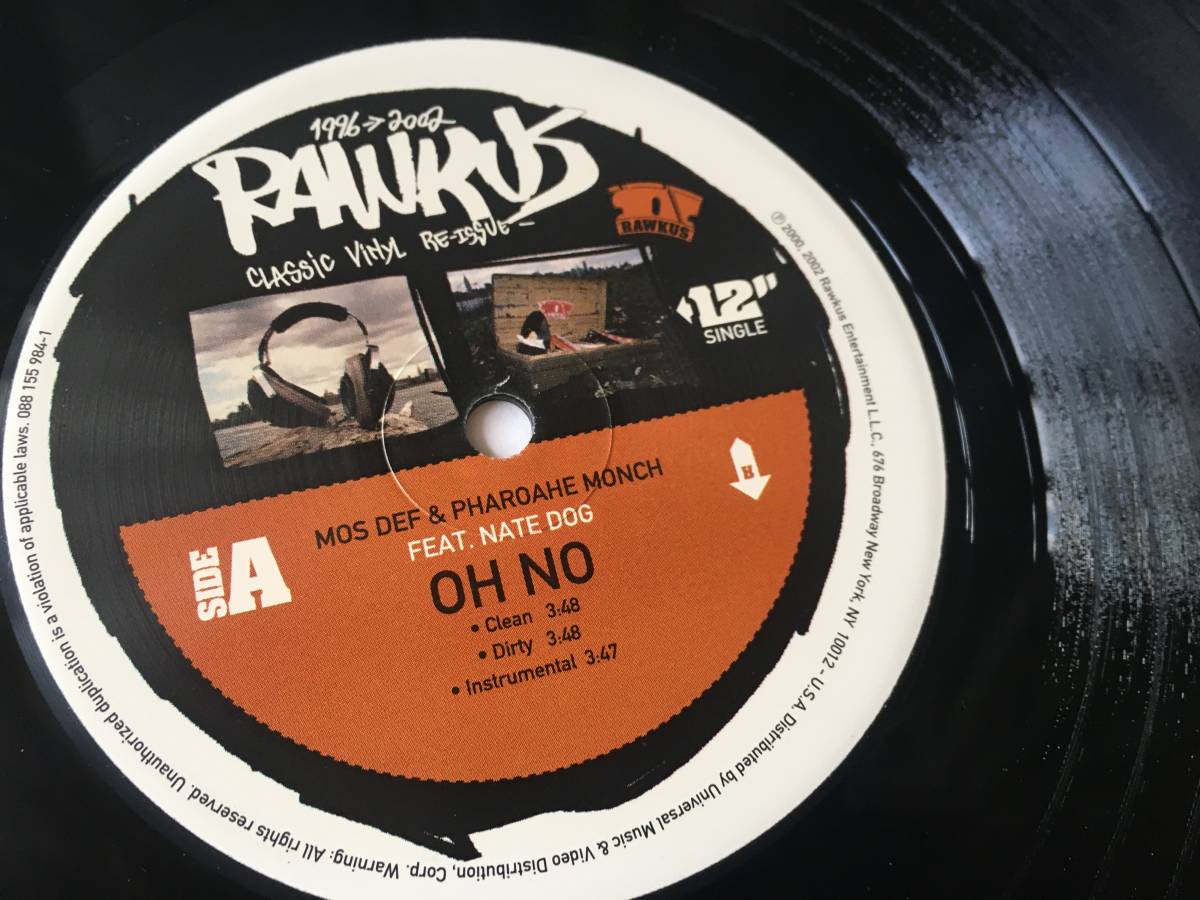 1996→2002
RAWKUS
CLASSIC VINYL RE-ISSUE
RAWKUS
12"
SINGLE
MOS DEF & PHAROAHE MONCH
FEAT. NATE DOG
OH NO
• Clean 3:48
• Dirty 3:48
• Instrumental 3:47
SIDE
A
℗ 2000, 2002 Rawkus Entertainment L.L.C., 676 Broadway New York, NY 10012 - U.S.A. Distributed by Universal Music & Video Distribution, Corp. Warning: All rights reserved. Unauthorized duplication is a violation of applicable laws. 088 155 984-1